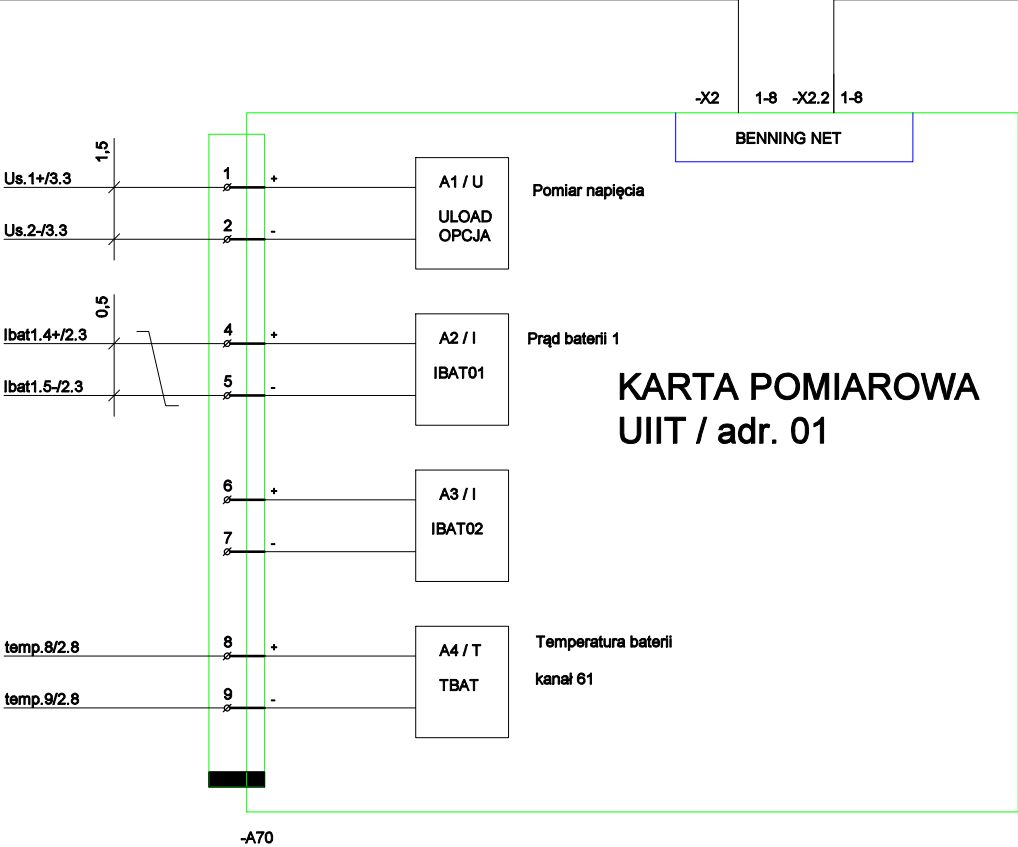 -X2 1-8 -X2.2 1-8
BENNING NET
1,5
Us.1+/3.3 1 + A1 / U Pomiar napięcia
ULOAD
Us.2-/3.3 2 - OPCJA
0,5
Ibat1.4+/2.3 4 + A2 / I Prąd baterii 1
IBAT01
Ibat1.5-/2.3 5 -
KARTA POMIAROWA
UIIT / adr. 01
6 + A3 / I
IBAT02
7 -
temp.8/2.8 8 + A4 / T Temperatura baterii
TBAT kanał 61
temp.9/2.8 9 -
-A70